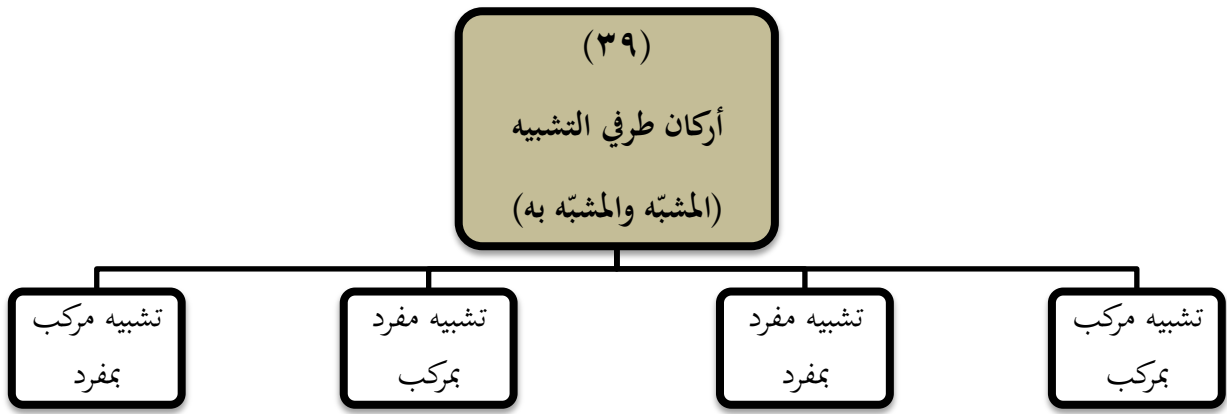 (٣٩)
أركان طرفي التشبيه
(المشبّه والمشبّه به)
تشبيه مركب
بمركب
تشبيه مفرد
بمفرد
تشبيه مفرد
بمركب
تشبيه مركب
بمفرد